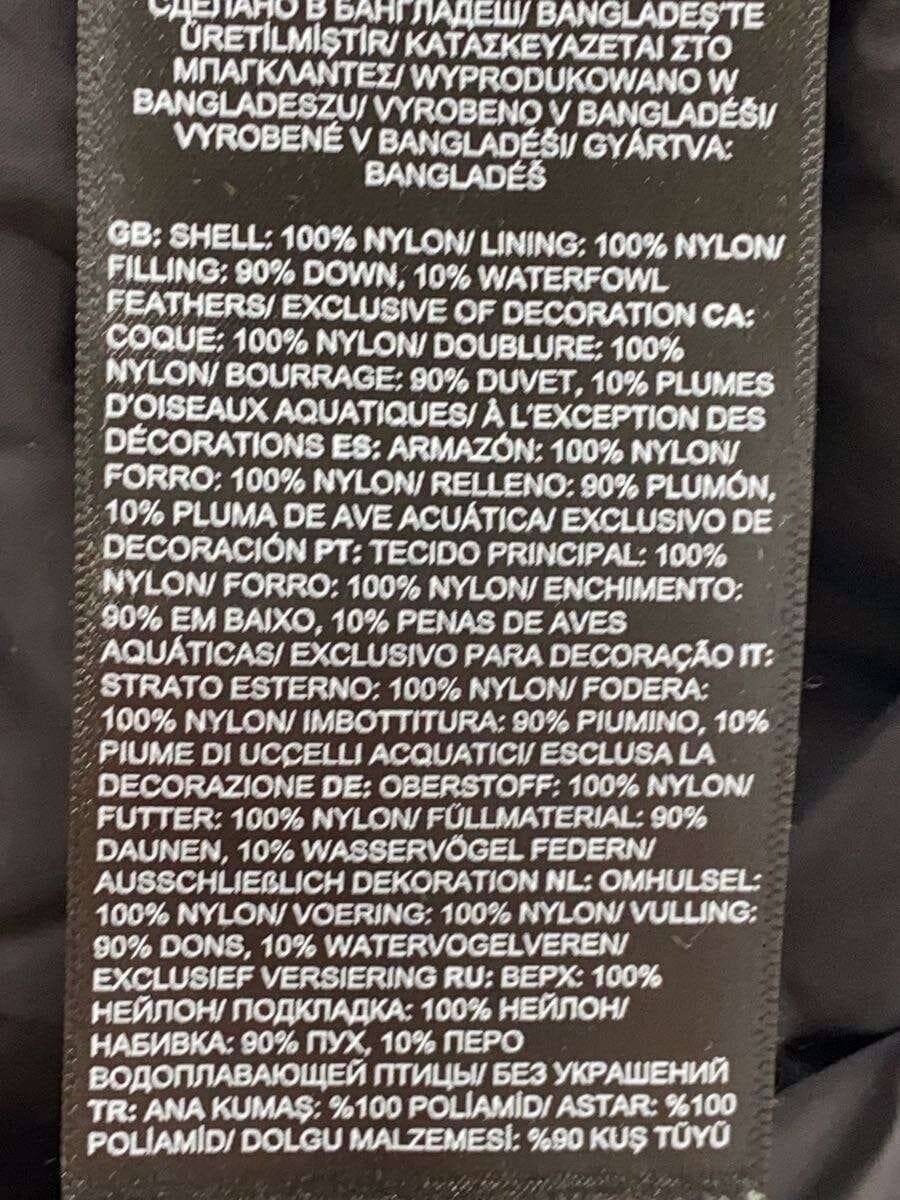 СДЕЛАНО В БАНГЛАДЕШ/ BANGLADEŞ'TE
ÜRETİLMİŞTİR/ ΚΑΤΑΣΚΕΥΑΖΕΤΑΙ ΣΤΟ
ΜΠΑΓΚΛΑΝΤΕΣ/ WYPRODUKOWANO W
BANGLADESZU/ VYROBENO V BANGLADÉŠI/
VYROBENÉ V BANGLADÉŠI/ GYÁRTVA:
BANGLADÉŠ
GB: SHELL: 100% NYLON/ LINING: 100% NYLON/
FILLING: 90% DOWN, 10% WATERFOWL
FEATHERS/ EXCLUSIVE OF DECORATION CA:
COQUE: 100% NYLON/ DOUBLURE: 100%
NYLON/ BOURRAGE: 90% DUVET, 10% PLUMES
D'OISEAUX AQUATIQUES/ À L'EXCEPTION DES
DÉCORATIONS ES: ARMAZÓN: 100% NYLON/
FORRO: 100% NYLON/ RELLENO: 90% PLUMÓN,
10% PLUMA DE AVE ACUÁTICA/ EXCLUSIVO DE
DECORACIÓN PT: TECIDO PRINCIPAL: 100%
NYLON/ FORRO: 100% NYLON/ ENCHIMENTO:
90% EM BAIXO, 10% PENAS DE AVES
AQUÁTICAS/ EXCLUSIVO PARA DECORAÇÃO IT:
STRATO ESTERNO: 100% NYLON/ FODERA:
100% NYLON/ IMBOTTITURA: 90% PIUMINO, 10%
PIUME DI UCCELLI ACQUATICI/ ESCLUSA LA
DECORAZIONE DE: OBERSTOFF: 100% NYLON/
FUTTER: 100% NYLON/ FÜLLMATERIAL: 90%
DAUNEN, 10% WASSERVÖGEL FEDERN/
AUSSCHLIEßLICH DEKORATION NL: OMHULSEL:
100% NYLON/ VOERING: 100% NYLON/ VULLING:
90% DONS, 10% WATERVOGELVEREN/
EXCLUSIEF VERSIERING RU: ВЕРХ: 100%
НЕЙЛОН/ ПОДКЛАДКА: 100% НЕЙЛОН/
НАБИВКА: 90% ПУХ, 10% ПЕРО
ВОДОПЛАВАЮЩЕЙ ПТИЦЫ/ БЕЗ УКРАШЕНИЙ
TR: ANA KUMAŞ: %100 POLİAMİD/ ASTAR: %100
POLİAMİD/ DOLGU MALZEMESİ: %90 KUŞ TÜYÜ